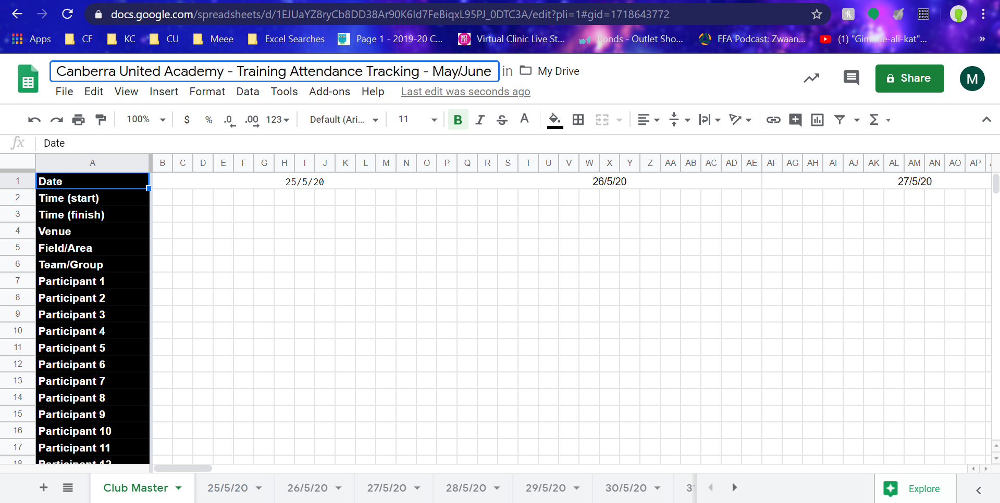 docs.google.com/spreadsheets/d/1EJUaYZ8ryCb8DD38Ar90K6Id7FeBiqxL95PJ_0DTC3A/edit?pli=1#gid=1718643772
Apps CF KC CU Meee Excel Searches Page 1 - 2019-20 C... NET FIT Virtual Clinic Live St... Bonds - Outlet Sho... FFA Podcast: Zwaan... (1) "Gimmie-ali-kat"... »
Canberra United Academy - Training Attendance Tracking - May/June in My Drive
Share M
File Edit View Insert Format Data Tools Add-ons Help Last edit was seconds ago
100% $ % .0 .00 123 Default (Ari... 11 B I S A Σ
fx Date
A B C D E F G H I J K L M N O P Q R S T U V W X Y Z AA AB AC AD AE AF AG AH AI AJ AK AL AM AN AO AP
1 Date 25/5/20 26/5/20 27/5/20
2 Time (start)
3 Time (finish)
4 Venue
5 Field/Area
6 Team/Group
7 Participant 1
8 Participant 2
9 Participant 3
10 Participant 4
11 Participant 5
12 Participant 6
13 Participant 7
14 Participant 8
15 Participant 9
16 Participant 10
17 Participant 11
18 Participant 12
+ Club Master 25/5/20 26/5/20 27/5/20 28/5/20 29/5/20 30/5/20 31 Explore